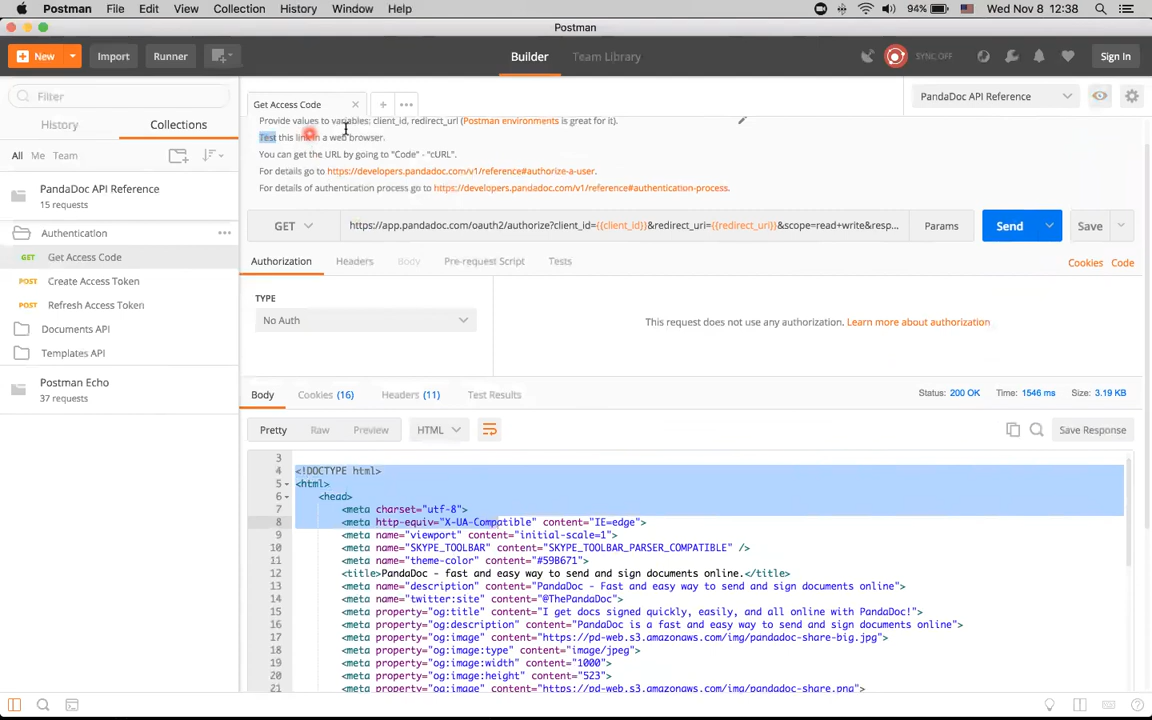 Postman File Edit View Collection History Window Help 94% Wed Nov 8 12:38
Postman
New Import Runner Builder Team Library SYNC OFF Sign In
Filter
History Collections
All Me Team
PandaDoc API Reference
15 requests
Authentication
GET Get Access Code
POST Create Access Token
POST Refresh Access Token
Documents API
Templates API
Postman Echo
37 requests
Get Access Code PandaDoc API Reference
Provide values to variables: client_id, redirect_url (Postman environments is great for it).
Test this link in a web browser.
You can get the URL by going to "Code" - "cURL".
For details go to https://developers.pandadoc.com/v1/reference#authorize-a-user.
For details of authentication process go to https://developers.pandadoc.com/v1/reference#authentication-process.
GET https://app.pandadoc.com/oauth2/authorize?client_id={{client_id}}&redirect_uri={{redirect_uri}}&scope=read+write&resp... Params Send Save
Authorization Headers Body Pre-request Script Tests Cookies Code
TYPE
No Auth
This request does not use any authorization. Learn more about authorization
Body Cookies (16) Headers (11) Test Results Status: 200 OK Time: 1546 ms Size: 3.19 KB
Pretty Raw Preview HTML Save Response
3
4 <!DOCTYPE html>
5 <html>
6 <head>
7 <meta charset="utf-8">
8 <meta http-equiv="X-UA-Compatible" content="IE=edge">
9 <meta name="viewport" content="initial-scale=1">
10 <meta name="SKYPE_TOOLBAR" content="SKYPE_TOOLBAR_PARSER_COMPATIBLE" />
11 <meta name="theme-color" content="#59B671">
12 <title>PandaDoc - fast and easy way to send and sign documents online.</title>
13 <meta name="description" content="PandaDoc - Fast and easy way to send and sign documents online">
14 <meta name="twitter:site" content="@ThePandaDoc">
15 <meta property="og:title" content="I get docs signed quickly, easily, and all online with PandaDoc!">
16 <meta property="og:description" content="PandaDoc is a fast and easy way to send and sign documents online">
17 <meta property="og:image" content="https://pd-web.s3.amazonaws.com/img/pandadoc-share-big.jpg">
18 <meta property="og:image:type" content="image/jpeg">
19 <meta property="og:image:width" content="1000">
20 <meta property="og:image:height" content="523">
21 <meta property="og:image" content="https://pd-web.s3.amazonaws.com/img/pandadoc-share.png">